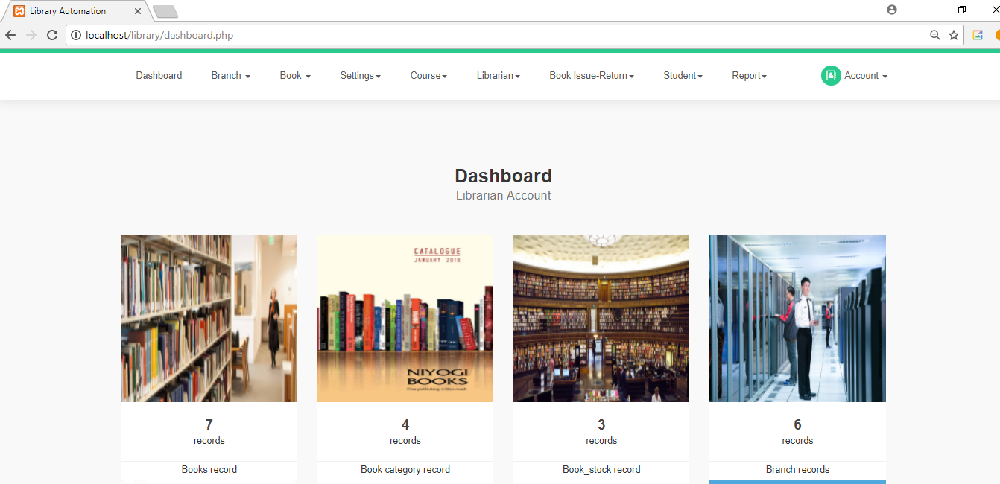 Library Automation
localhost/library/dashboard.php
Dashboard Branch Book Settings Course Librarian Book Issue-Return Student Report Account
Dashboard
Librarian Account
CATALOGUE
JANUARY 2016
NIYOGI
BOOKS
7
records
Books record
4
records
Book category record
3
records
Book_stock record
6
records
Branch records